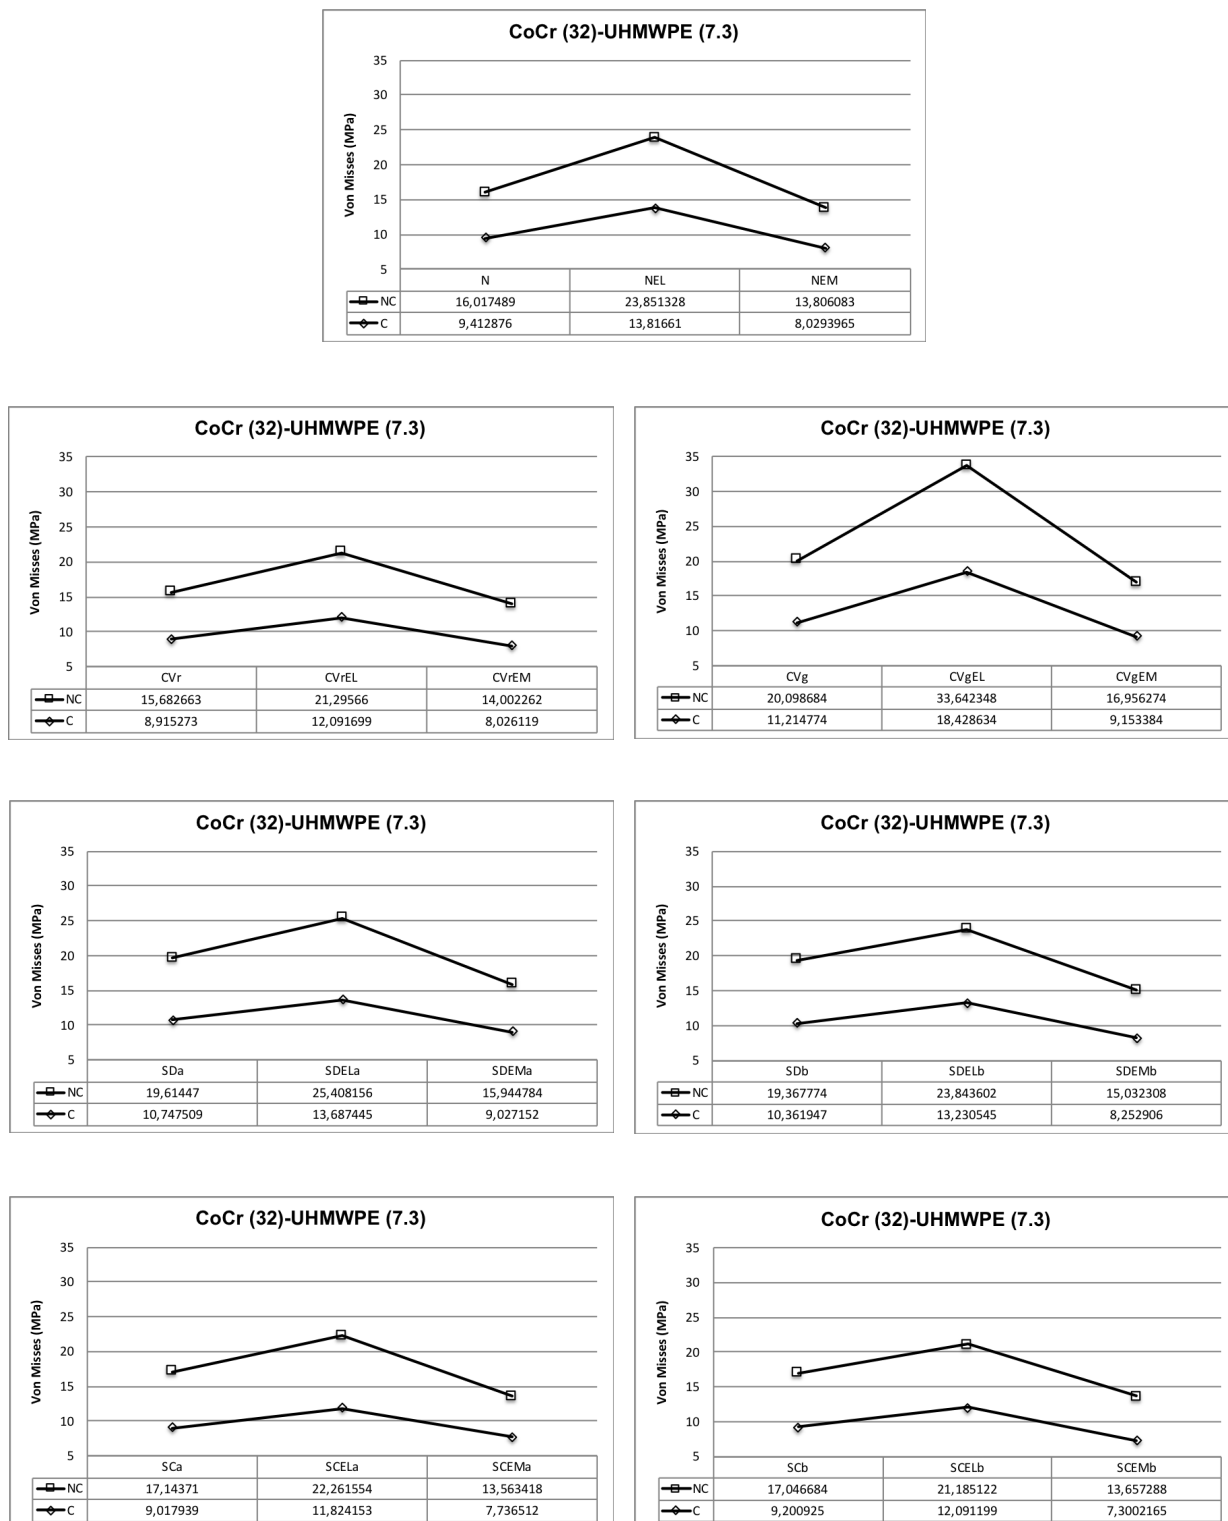 CoCr (32)-UHMWPE (7.3)
Von Misses (MPa)
35
30
25
20
15
10
5
N NEL NEM
NC 16,017489 23,851328 13,806083
C 9,412876 13,81661 8,0293965
CoCr (32)-UHMWPE (7.3)
Von Misses (MPa)
35
30
25
20
15
10
5
CVr CVrEL CVrEM
NC 15,682663 21,29566 14,002262
C 8,915273 12,091699 8,026119
CoCr (32)-UHMWPE (7.3)
Von Misses (MPa)
35
30
25
20
15
10
5
CVg CVgEL CVgEM
NC 20,098684 33,642348 16,956274
C 11,214774 18,428634 9,153384
CoCr (32)-UHMWPE (7.3)
Von Misses (MPa)
35
30
25
20
15
10
5
SDa SDELa SDEMa
NC 19,61447 25,408156 15,944784
C 10,747509 13,687445 9,027152
CoCr (32)-UHMWPE (7.3)
Von Misses (MPa)
35
30
25
20
15
10
5
SDb SDELb SDEMb
NC 19,367774 23,843602 15,032308
C 10,361947 13,230545 8,252906
CoCr (32)-UHMWPE (7.3)
Von Misses (MPa)
35
30
25
20
15
10
5
SCa SCELa SCEMa
NC 17,14371 22,261554 13,563418
C 9,017939 11,824153 7,736512
CoCr (32)-UHMWPE (7.3)
Von Misses (MPa)
35
30
25
20
15
10
5
SCb SCELb SCEMb
NC 17,046684 21,185122 13,657288
C 9,200925 12,091199 7,3002165